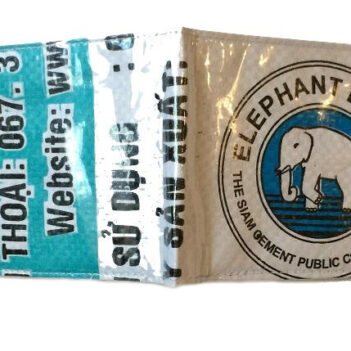 THOẠI: 067. 3
Website: ww
SỬ DỤNG :
SẢN XUẤT
ELEPHANT
THE SIAM CEMENT PUBLIC C